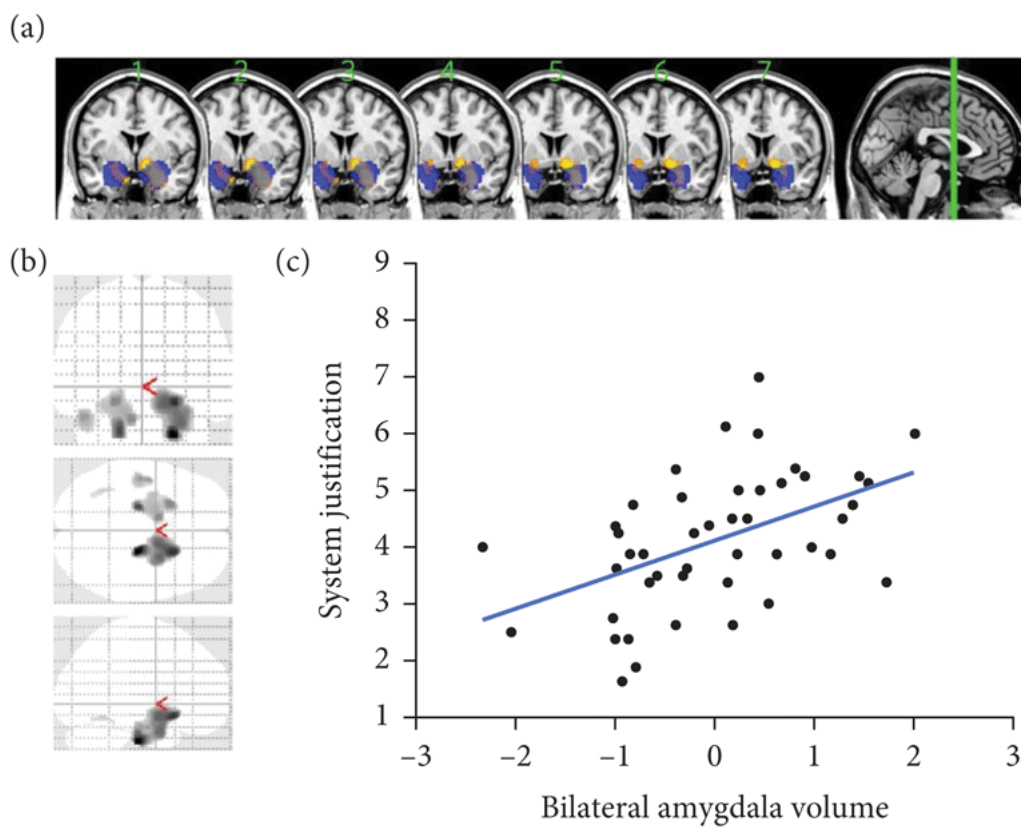 (a)
1 2 3 4 5 6 7
(b)
(c)
9
8
7
6
5
4
3
2
1
System justification
–3 –2 –1 0 1 2 3
Bilateral amygdala volume